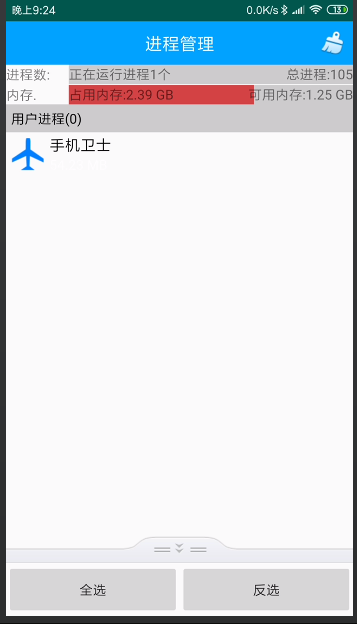 晚上9:24 0.0K/s 13
进程管理
进程数: 正在运行进程1个 总进程:105
内存. 占用内存:2.39 GB 可用内存:1.25 GB
用户进程(0)
手机卫士
全选 反选